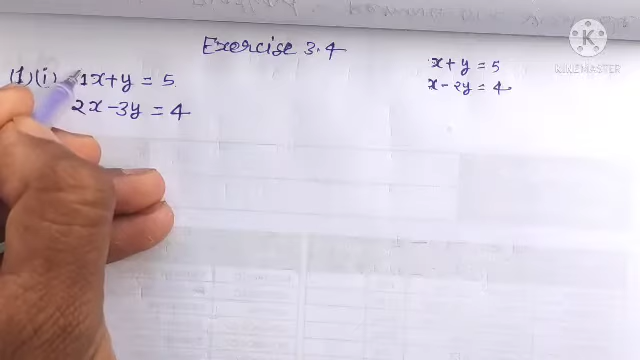 Exercise 3.4
(1)(i) 1x+y = 5
2x-3y = 4
x+y = 5
x-2y = 4
K
KINEMASTER